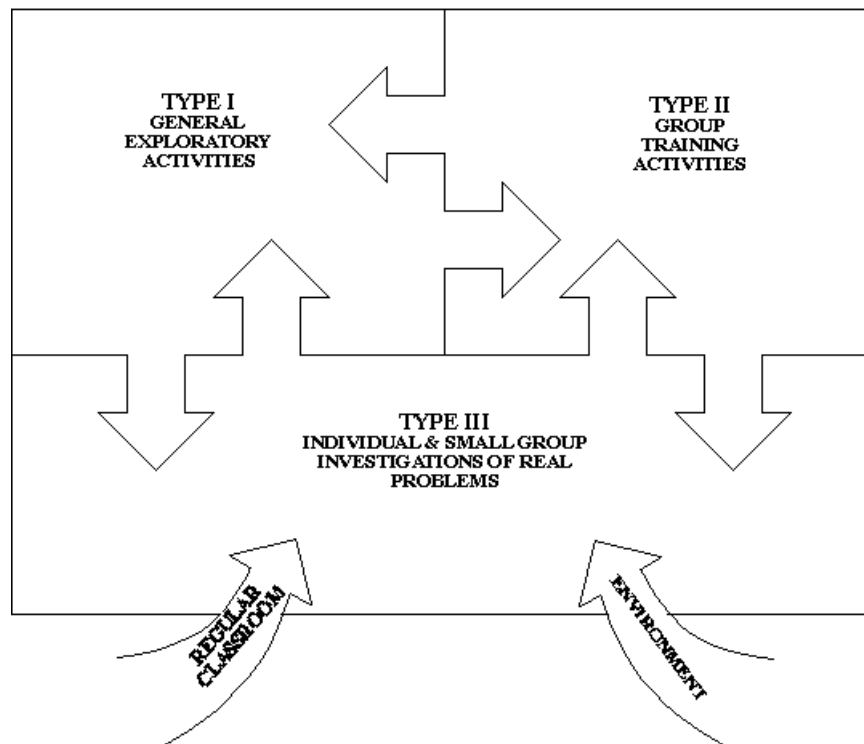 TYPE I
GENERAL
EXPLORATORY
ACTIVITIES
TYPE II
GROUP
TRAINING
ACTIVITIES
TYPE III
INDIVIDUAL & SMALL GROUP
INVESTIGATIONS OF REAL
PROBLEMS
REGULAR
CLASSROOM
ENVIRONMENT